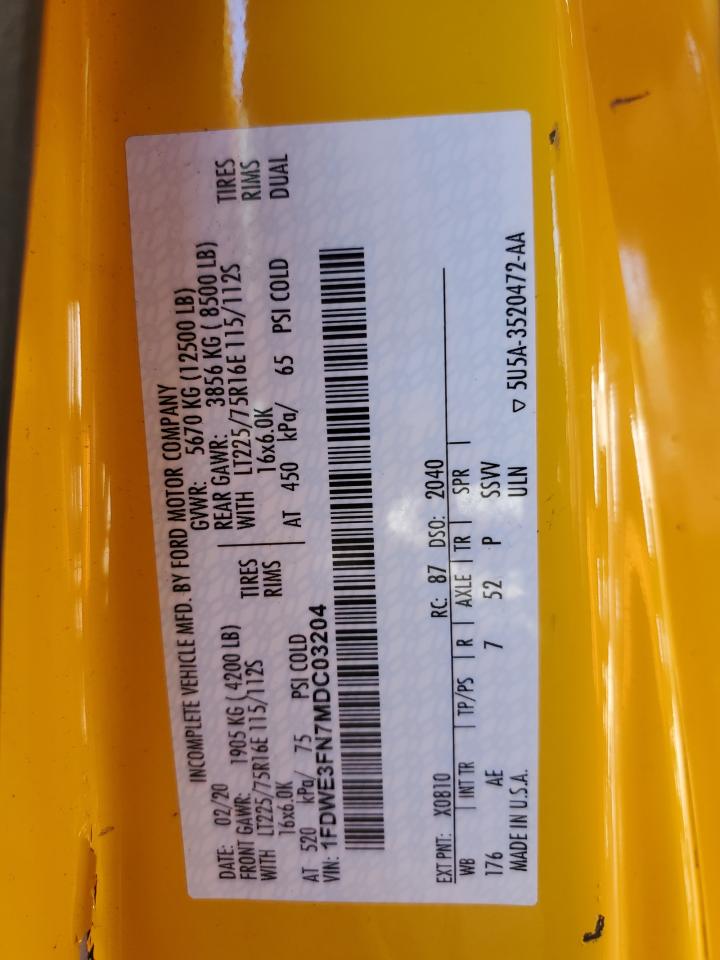 INCOMPLETE VEHICLE MFD. BY FORD MOTOR COMPANY
DATE: 02/20 GVWR: 5670 KG (12500 LB)
FRONT GAWR: 1905 KG ( 4200 LB) REAR GAWR: 3856 KG ( 8500 LB)
WITH LT225/75R16E 115/112S TIRES WITH LT225/75R16E 115/112S TIRES
16x6.0K RIMS 16x6.0K RIMS
AT 520 kPa/ 75 PSI COLD AT 450 kPa/ 65 PSI COLD DUAL
VIN: 1FDWE3FN7MDC03204
EXT PNT: X0810 RC: 87 DSO: 2040
WB | INT TR | TP/PS | R | AXLE | TR | SPR |
176 AE 7 52 P SSW
MADE IN U.S.A. ULN ▽ 5U5A-3520472-AA